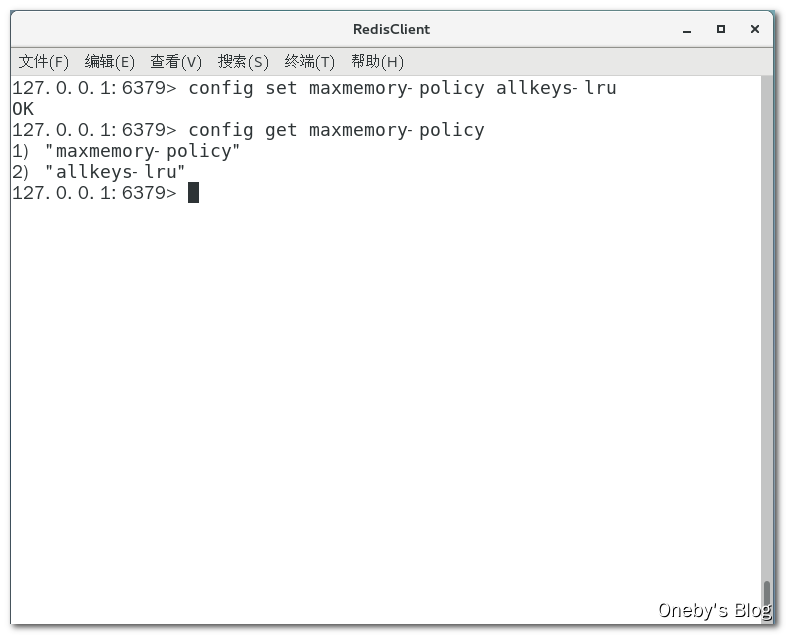 RedisClient
文件(F) 编辑(E) 查看(V) 搜索(S) 终端(T) 帮助(H)
127.0.0.1:6379> config set maxmemory-policy allkeys-lru
OK
127.0.0.1:6379> config get maxmemory-policy
1) "maxmemory-policy"
2) "allkeys-lru"
127.0.0.1:6379>
Oneby's Blog